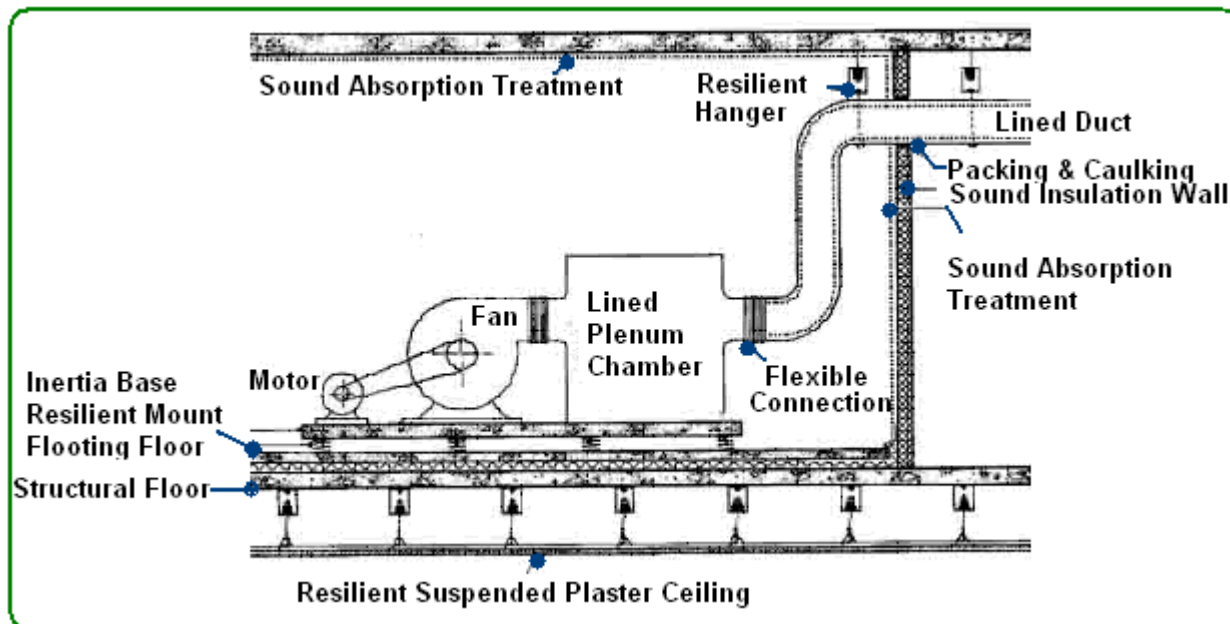 Sound Absorption Treatment
Resilient
Hanger
Lined Duct
Packing & Caulking
Sound Insulation Wall
Sound Absorption
Treatment
Fan
Lined
Plenum
Chamber
Motor
Flexible
Connection
Inertia Base
Resilient Mount
Flooting Floor
Structural Floor
Resilient Suspended Plaster Ceiling